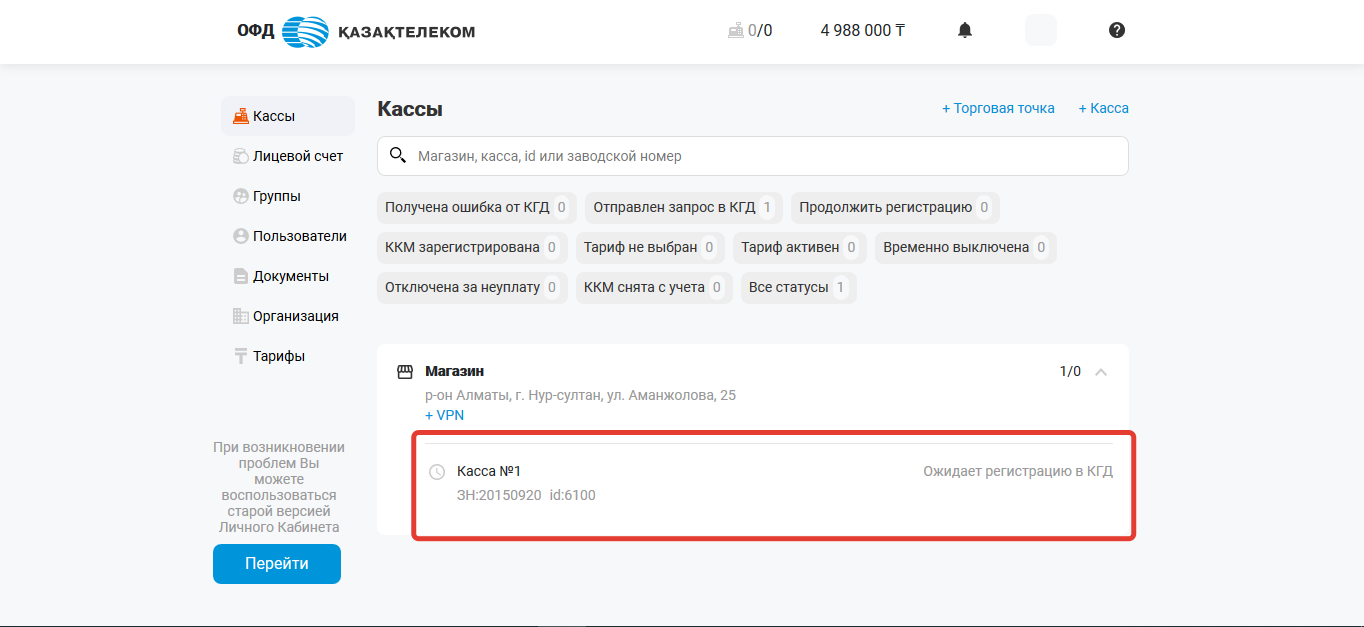 ОФД ҚАЗАҚТЕЛЕКОМ 0/0 4 988 000 ₸
Кассы
Лицевой счет
Группы
Пользователи
Документы
Организация
Тарифы
При возникновении
проблем Вы
можете
воспользоваться
старой версией
Личного Кабинета
Перейти
Кассы + Торговая точка + Касса
Магазин, касса, id или заводской номер
Получена ошибка от КГД 0 Отправлен запрос в КГД 1 Продолжить регистрацию 0
ККМ зарегистрирована 0 Тариф не выбран 0 Тариф активен 0 Временно выключена 0
Отключена за неуплату 0 ККМ снята с учета 0 Все статусы 1
Магазин 1/0
р-он Алматы, г. Нур-султан, ул. Аманжолова, 25
+ VPN
Касса №1 Ожидает регистрацию в КГД
ЗН:20150920 id:6100